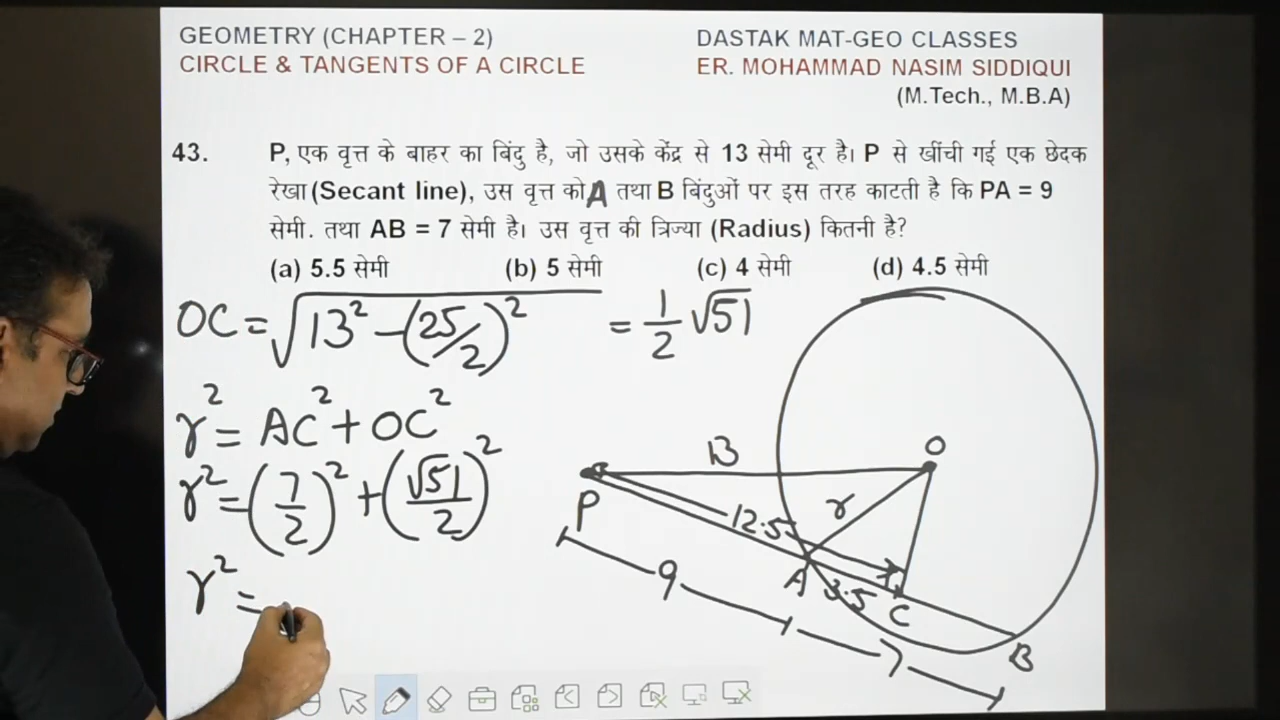 GEOMETRY (CHAPTER – 2)
CIRCLE & TANGENTS OF A CIRCLE
DASTAK MAT-GEO CLASSES
ER. MOHAMMAD NASIM SIDDIQUI
(M.Tech., M.B.A)
43. P, एक वृत्त के बाहर का बिंदु है, जो उसके केंद्र से 13 सेमी दूर है। P से खींची गई एक छेदक
रेखा (Secant line), उस वृत्त को A तथा B बिंदुओं पर इस तरह काटती है कि PA = 9
सेमी. तथा AB = 7 सेमी है। उस वृत्त की त्रिज्या (Radius) कितनी है?
(a) 5.5 सेमी (b) 5 सेमी (c) 4 सेमी (d) 4.5 सेमी
OC = √(13² – (25/2)²) = 1/2 √51
r² = AC² + OC²
r² = (7/2)² + (√51/2)²
r² =
O
13
P
r
12.5
A
3.5
C
9
7
B